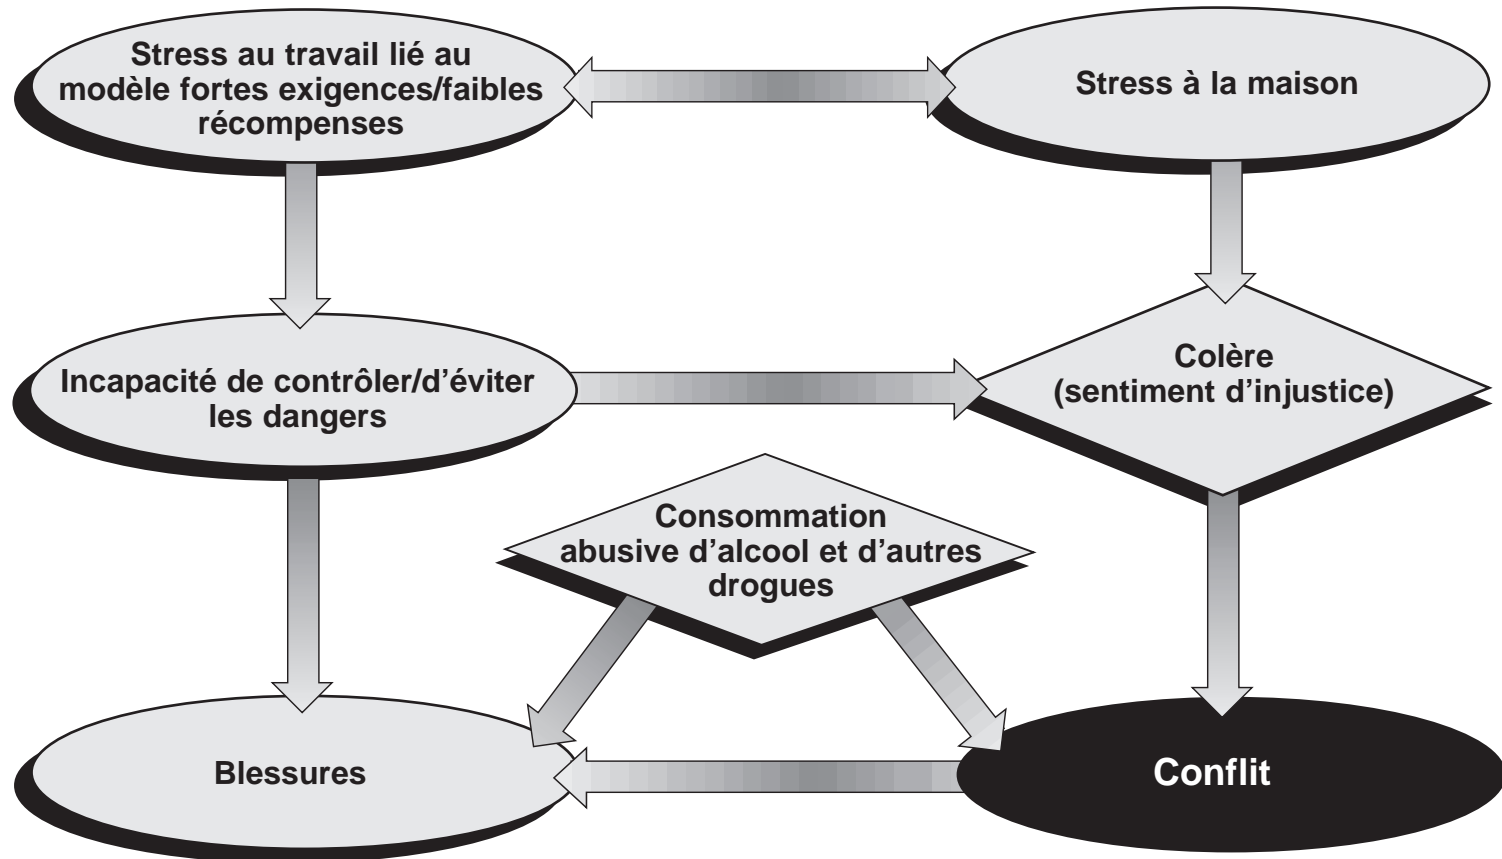 Stress au travail lié au
modèle fortes exigences/faibles
récompenses
Stress à la maison
Incapacité de contrôler/d’éviter
les dangers
Colère
(sentiment d’injustice)
Consommation
abusive d’alcool et d’autres
drogues
Blessures
Conflit